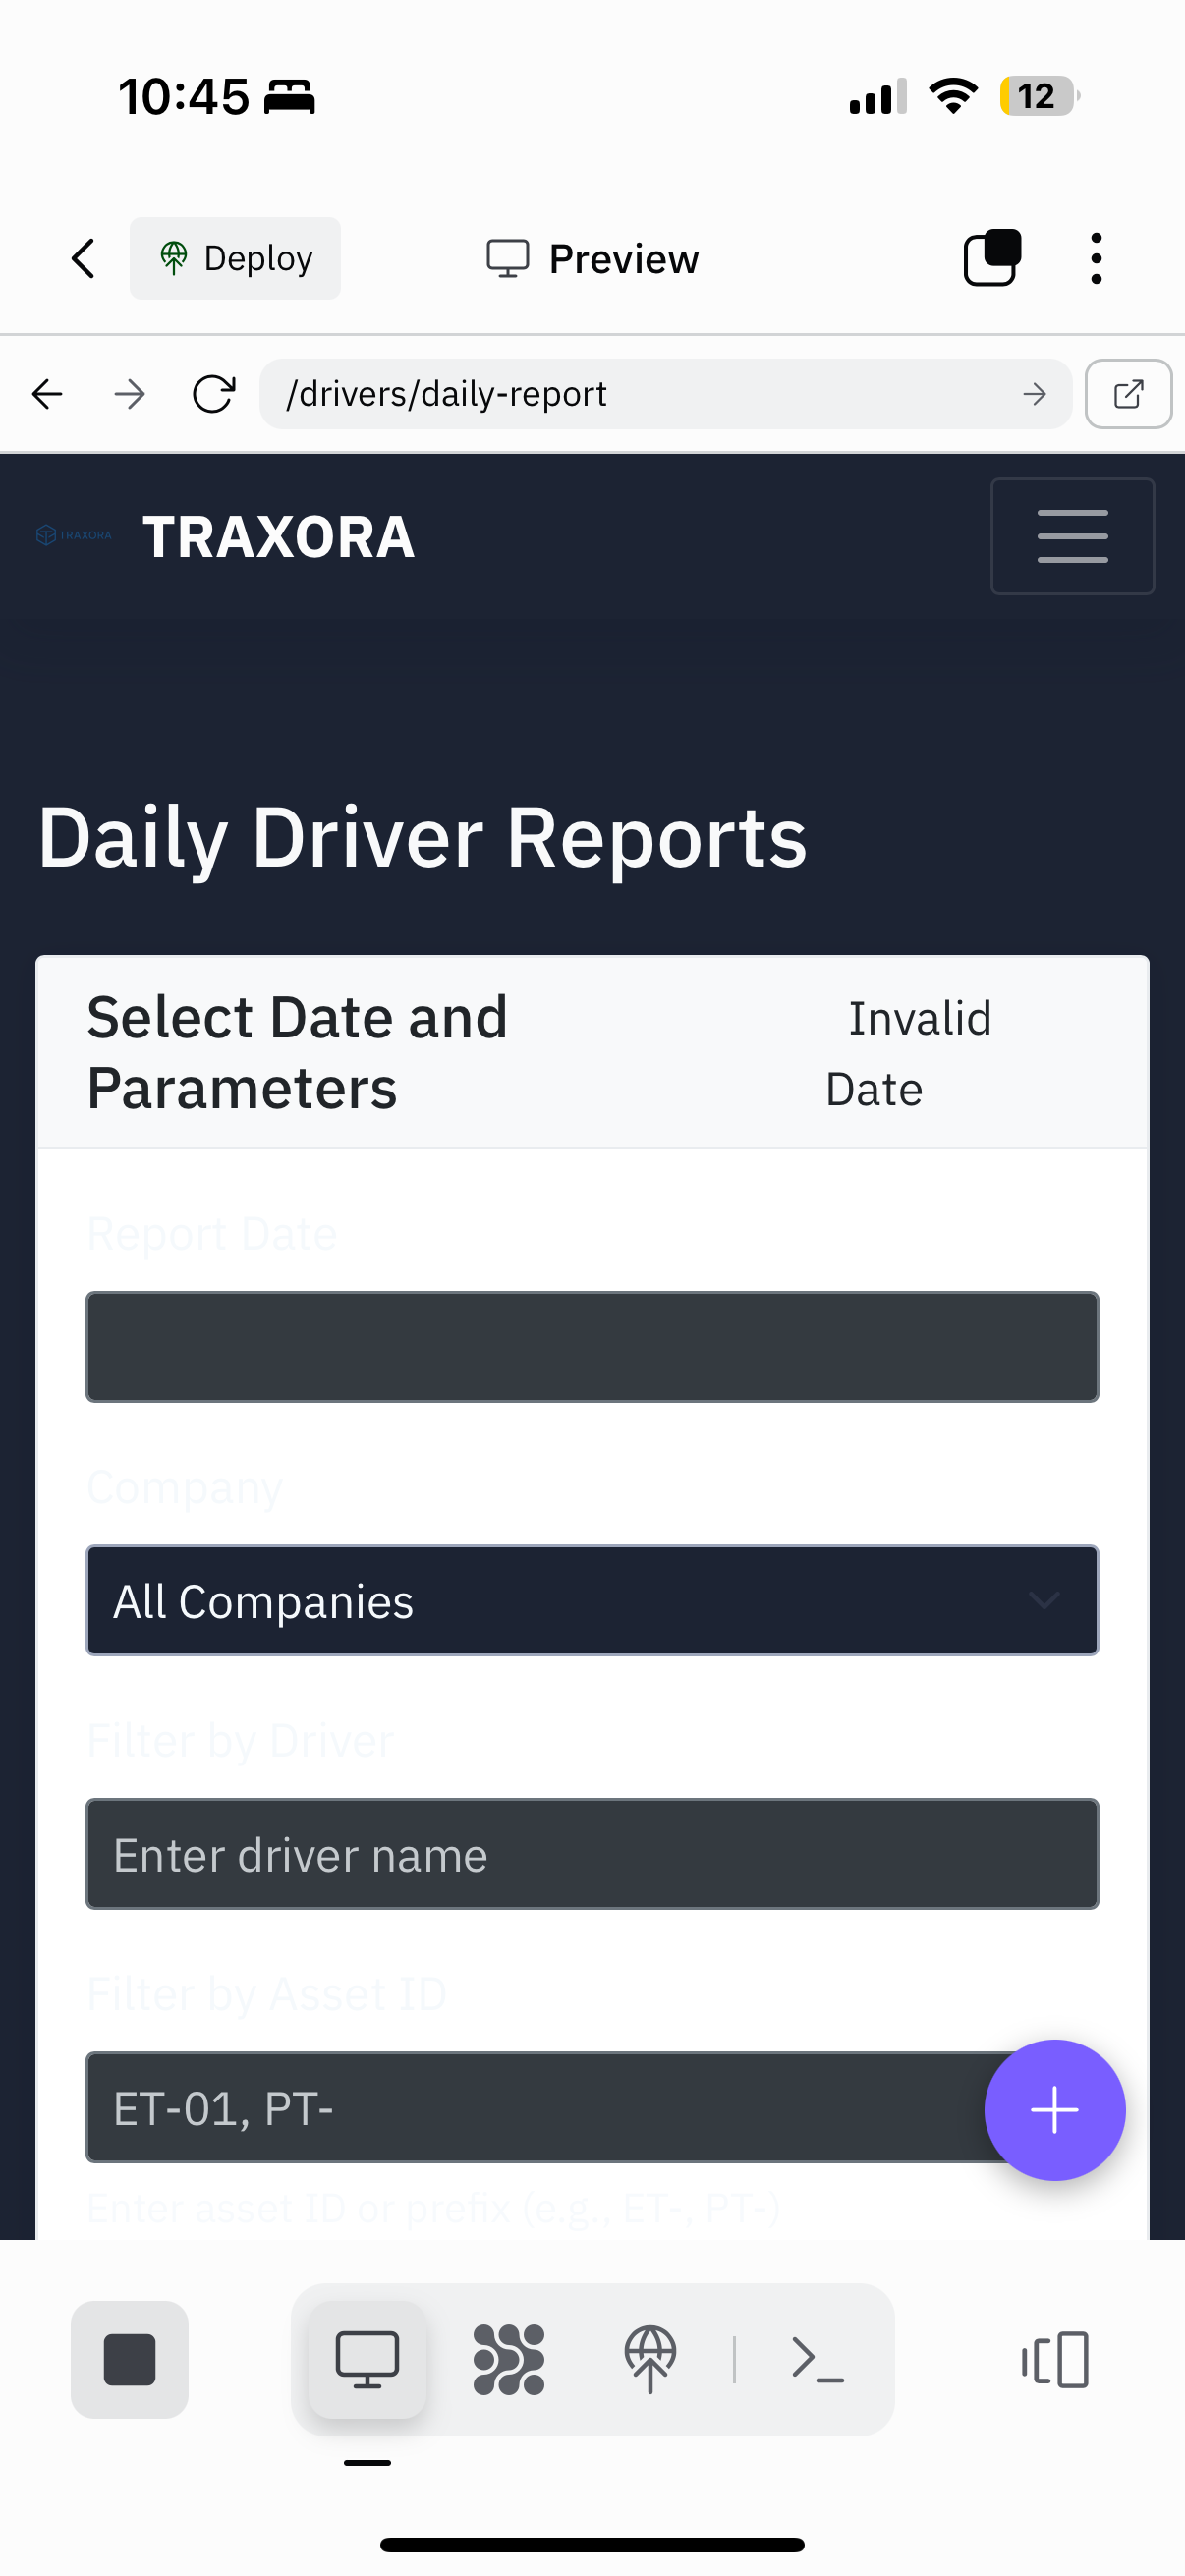 10:45
12
Deploy
Preview
/drivers/daily-report
TRAXORA
TRAXORA
Daily Driver Reports
Select Date and
Parameters
Invalid
Date
Report Date
Company
All Companies
Filter by Driver
Enter driver name
Filter by Asset ID
ET-01, PT-
Enter asset ID or prefix (e.g., ET-, PT-)